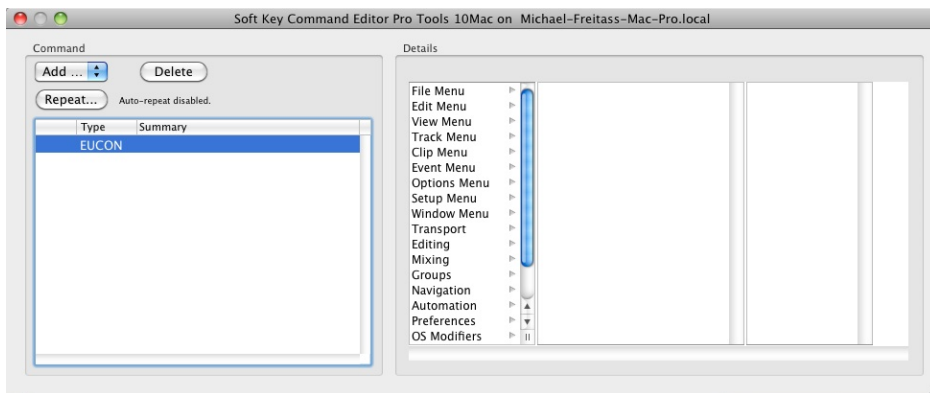 Soft Key Command Editor Pro Tools 10Mac on Michael-Freitass-Mac-Pro.local
Command
Add ...
Delete
Repeat...
Auto-repeat disabled.
Type Summary
EUCON
Details
File Menu
Edit Menu
View Menu
Track Menu
Clip Menu
Event Menu
Options Menu
Setup Menu
Window Menu
Transport
Editing
Mixing
Groups
Navigation
Automation
Preferences
OS Modifiers